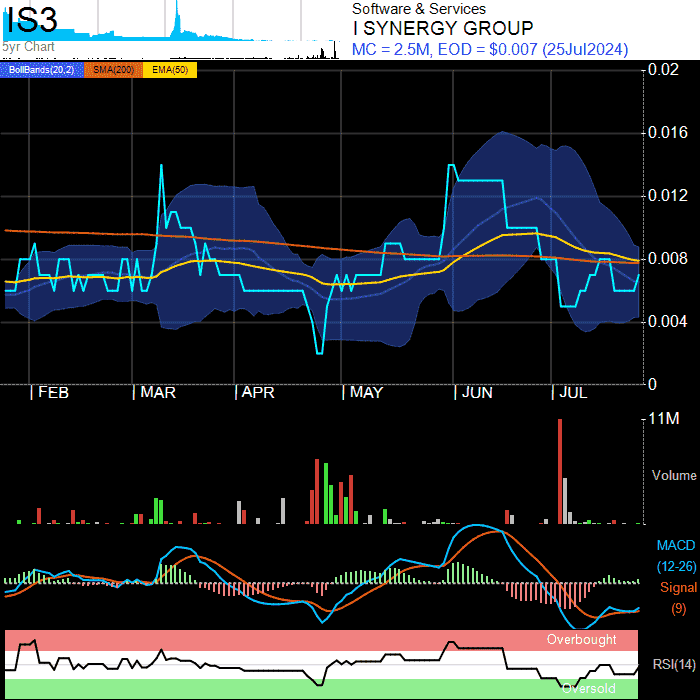 IS3
5yr Chart
Software & Services
I SYNERGY GROUP
MC = 2.5M, EOD = $0.007 (25Jul2024)
BollBands(20,2) SMA(200) EMA(50)
0.02
0.016
0.012
0.008
0.004
0
FEB MAR APR MAY JUN JUL
11M
Volume
MACD
(12-26)
Signal
(9)
Overbought
RSI(14)
Oversold